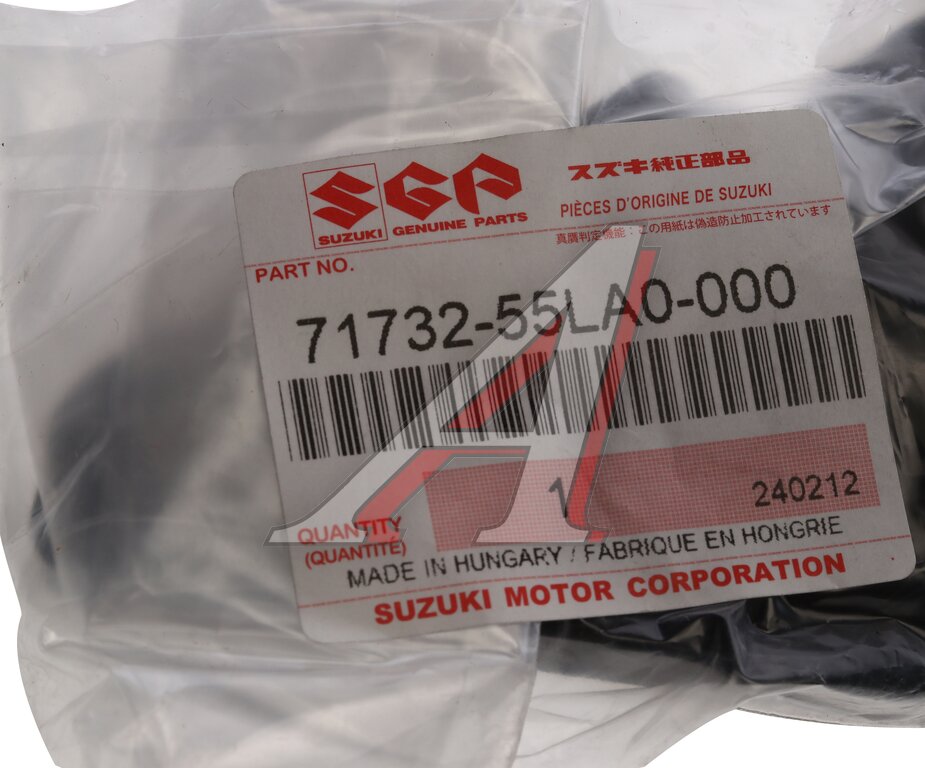 SGP
SUZUKI GENUINE PARTS
スズキ純正部品
PIÈCES D'ORIGINE DE SUZUKI
真贋判定機能：この用紙は偽造防止加工されています
PART NO.
71732-55LA0-000
1 240212
QUANTITY
(QUANTITÉ)
MADE IN HUNGARY / FABRIQUE EN HONGRIE
SUZUKI MOTOR CORPORATION